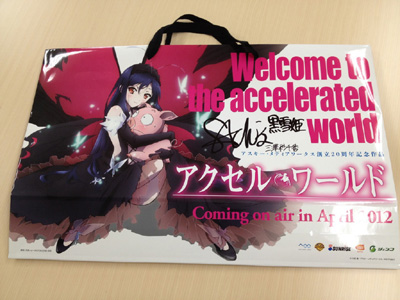 Welcome to
the accelerated
world
黒雪姫
三澤紗千香
アスキー・メディアワークス創立20周年記念作品
アクセル・ワールド
Coming on air in April 2012
SUNRISE